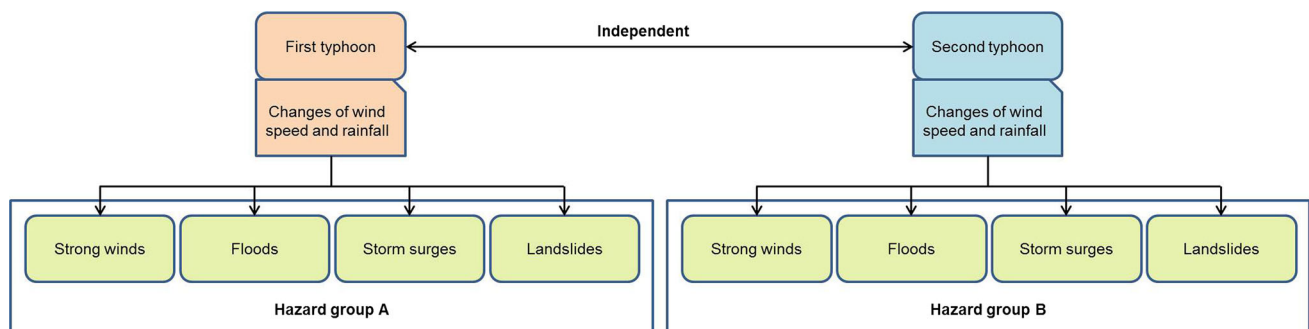 Independent
First typhoon
Second typhoon
Changes of wind
speed and rainfall
Changes of wind
speed and rainfall
Strong winds
Floods
Storm surges
Landslides
Strong winds
Floods
Storm surges
Landslides
Hazard group A
Hazard group B